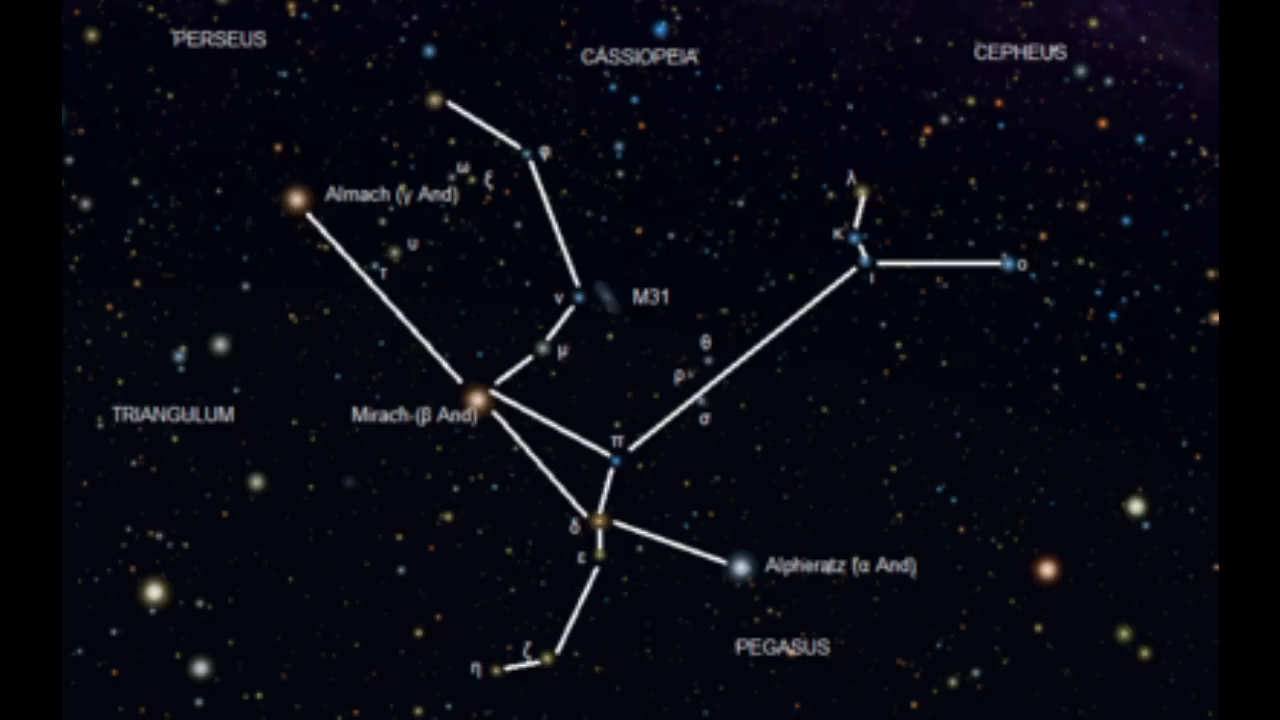 PERSEUS
CASSIOPEIA
CEPHEUS
φ
ω
ξ
λ
Almach (γ And)
κ
υ
ο
τ
ι
ν
M31
θ
μ
ρ
TRIANGULUM
Mirach (β And)
σ
π
δ
ε
Alpheratz (α And)
PEGASUS
ζ
η